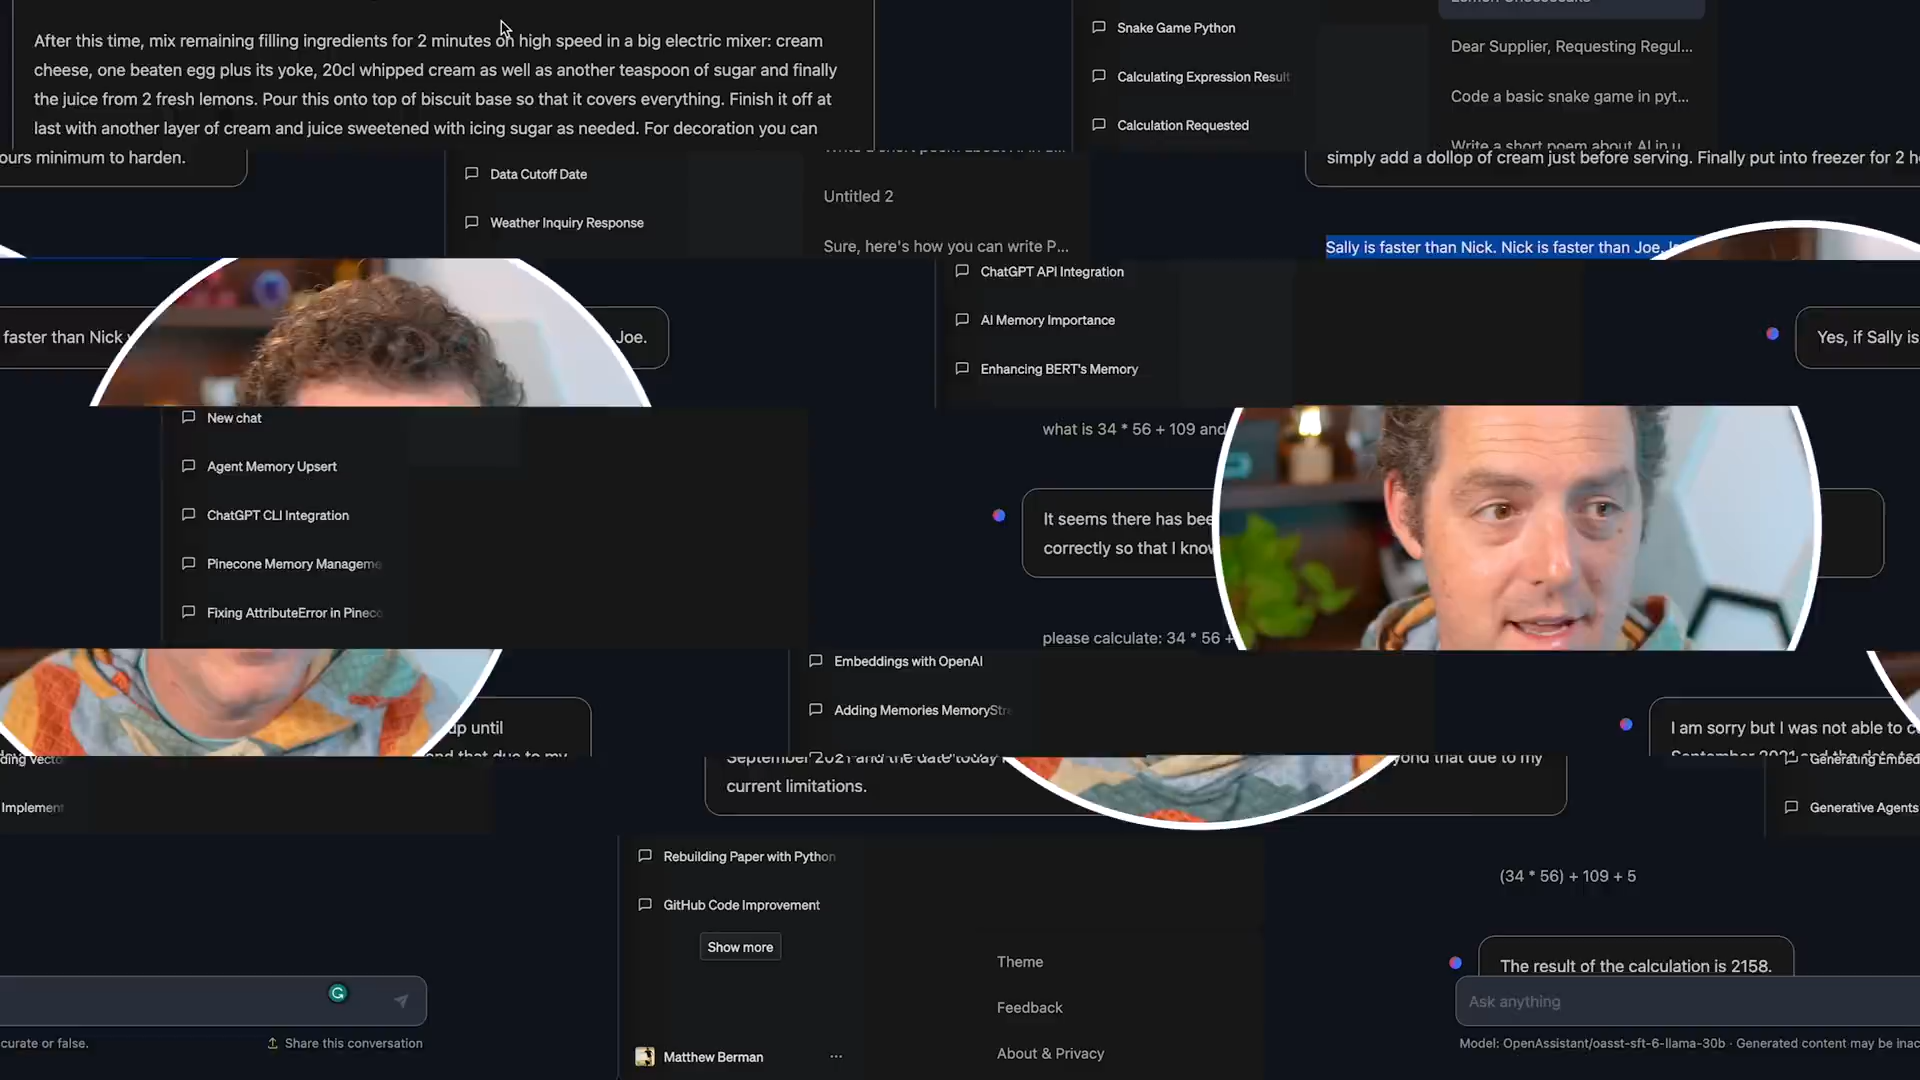 After this time, mix remaining filling ingredients for 2 minutes on high speed in a big electric mixer: cream
cheese, one beaten egg plus its yoke, 20cl whipped cream as well as another teaspoon of sugar and finally
the juice from 2 fresh lemons. Pour this onto top of biscuit base so that it covers everything. Finish it off at
last with another layer of cream and juice sweetened with icing sugar as needed. For decoration you can
Snake Game Python
Calculating Expression Result
Calculation Requested
Dear Supplier, Requesting Regul...
Code a basic snake game in pyt...
Write a short poem about AI in u
ours minimum to harden.
Data Cutoff Date
Weather Inquiry Response
Untitled 2
Sure, here's how you can write P...
simply add a dollop of cream just before serving. Finally put into freezer for 2 h
Sally is faster than Nick. Nick is faster than Joe.
faster than Nick
Joe.
ChatGPT API Integration
AI Memory Importance
Enhancing BERT's Memory
Yes, if Sally is
New chat
Agent Memory Upsert
ChatGPT CLI Integration
Pinecone Memory Manageme
Fixing AttributeError in Pinec
what is 34 * 56 + 109 and
It seems there has bee
correctly so that I know
please calculate: 34 * 56 +
up until
Embeddings with OpenAI
Adding Memories MemoryStre
I am sorry but I was not able to c
September 2021 and the date
ding Vecto
Implement
September 2021 and the date today
yond that due to my
current limitations.
Generating Embed
Generative Agents
Rebuilding Paper with Python
GitHub Code Improvement
Show more
(34 * 56) + 109 + 5
The result of the calculation is 2158.
Theme
Feedback
About & Privacy
Matthew Berman
...
Ask anything
curate or false.
Share this conversation
Model: OpenAssistant/oasst-sft-6-llama-30b · Generated content may be inac